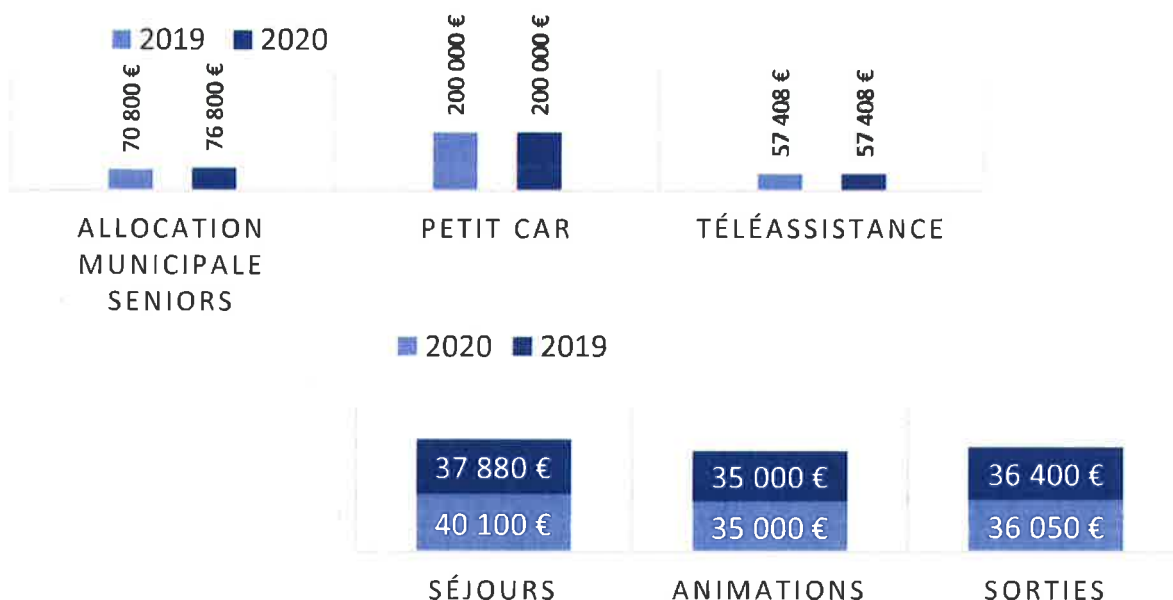 2019 2020
70 800 € 76 800 € 200 000 € 200 000 € 57 408 € 57 408 €
ALLOCATION MUNICIPALE SENIORS
PETIT CAR
TÉLÉASSISTANCE
2020 2019
37 880 € 35 000 € 36 400 €
40 100 € 35 000 € 36 050 €
SÉJOURS ANIMATIONS SORTIES